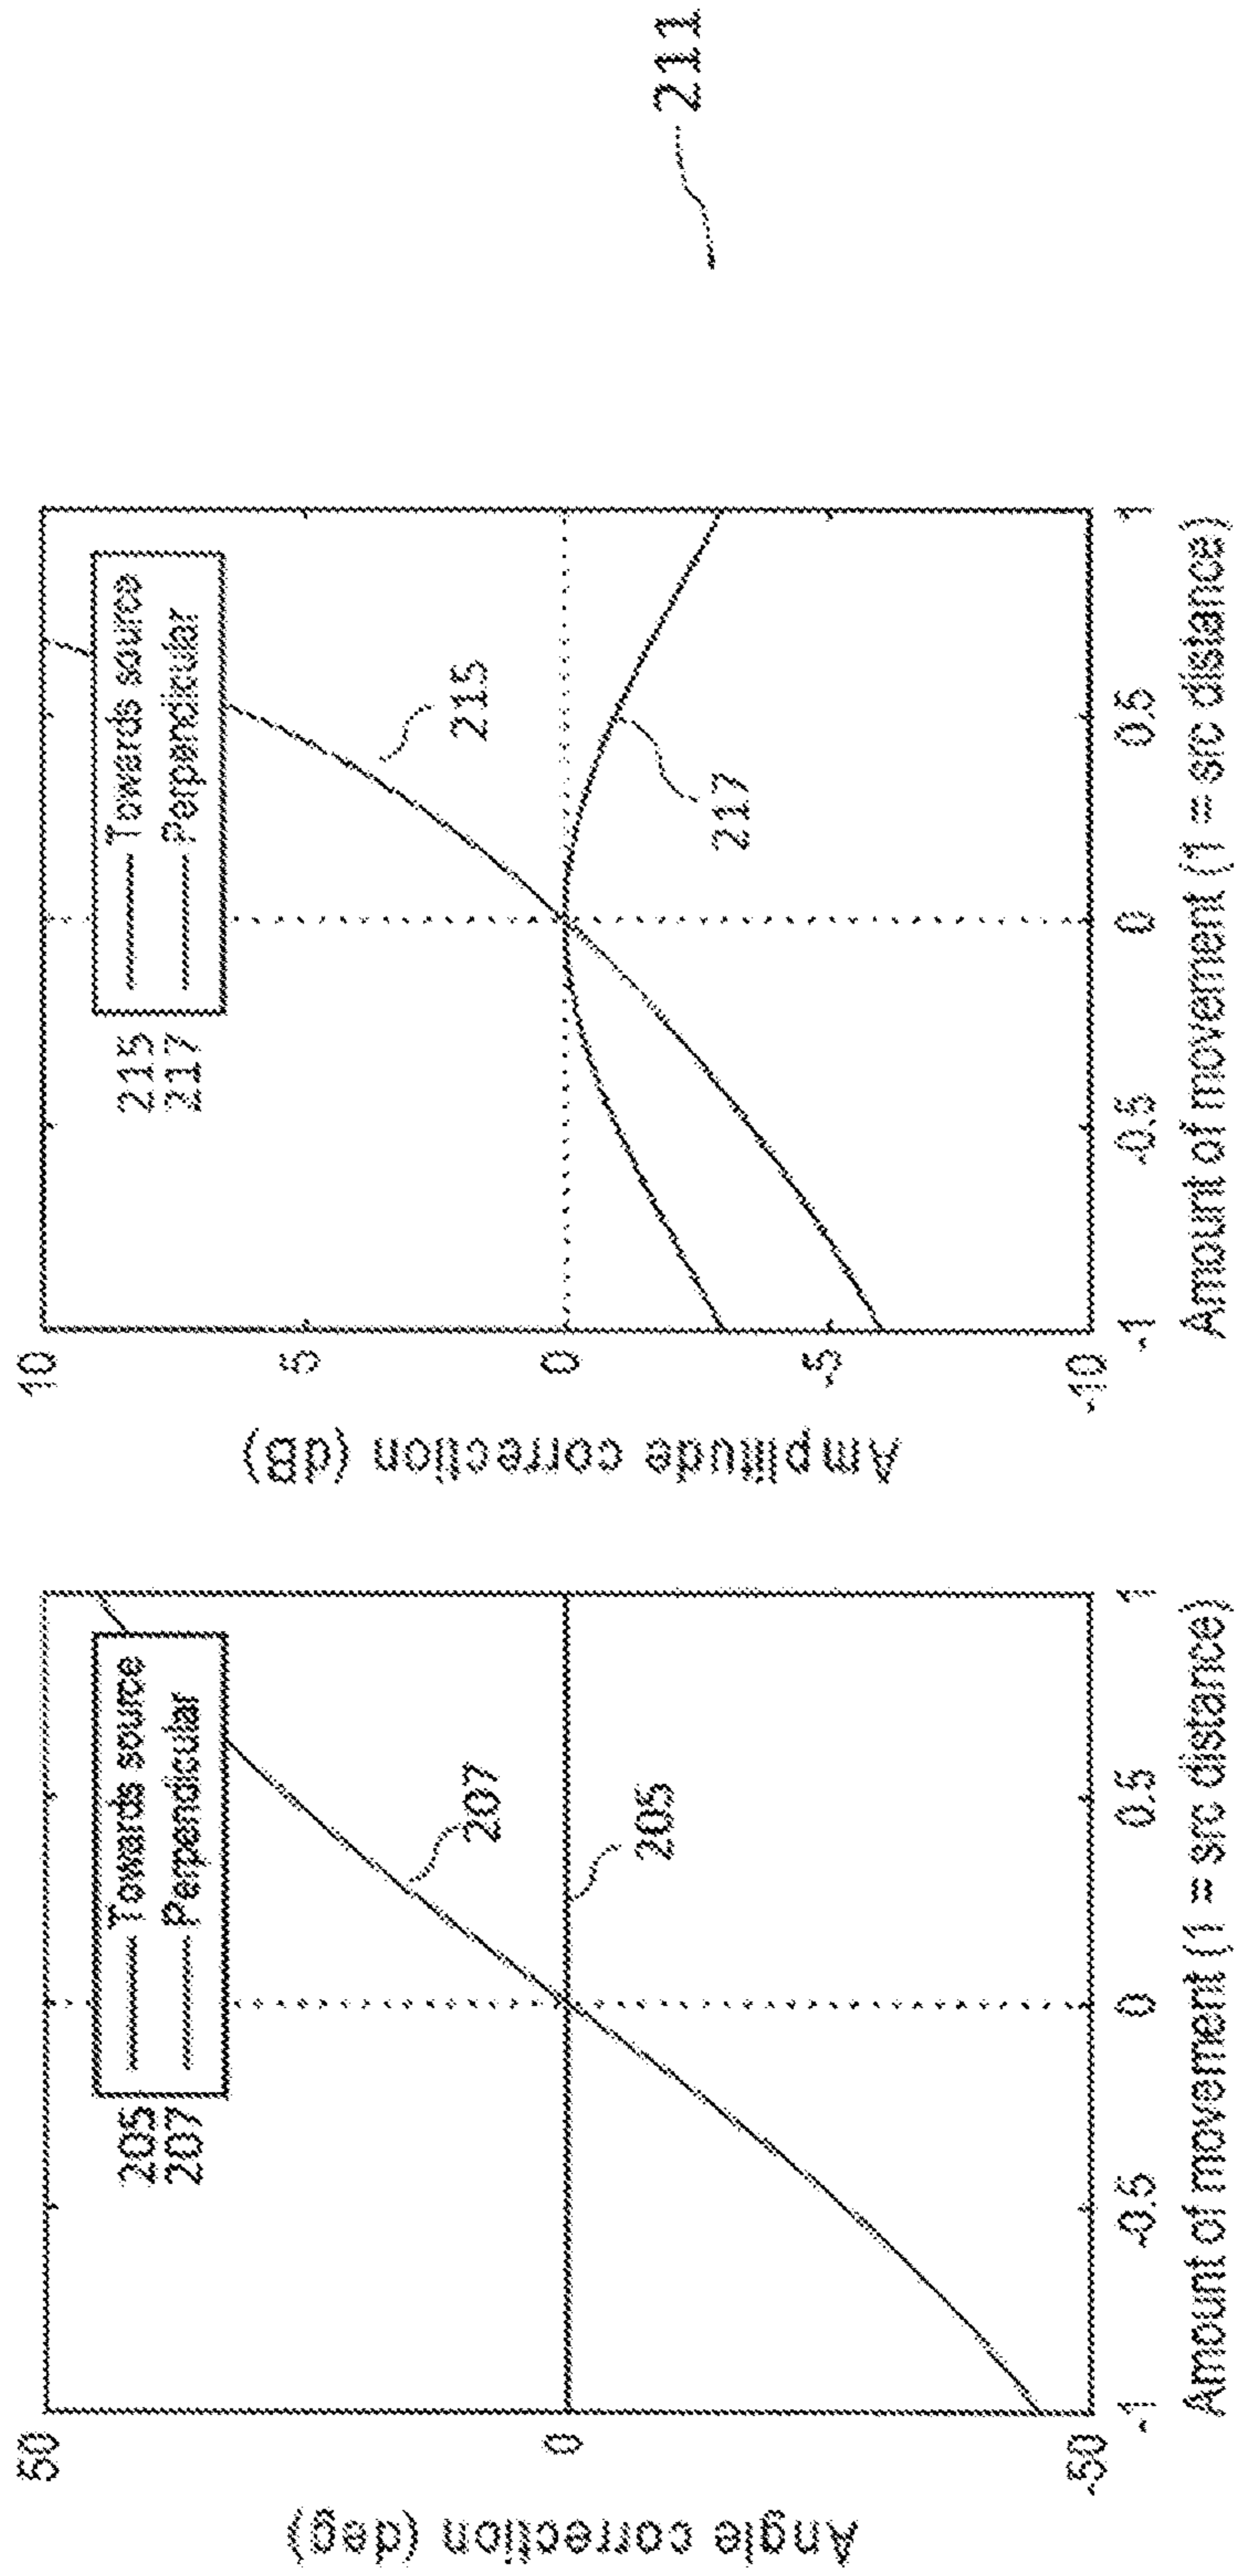 50
0
-50
Angle correction (deg)
205 Towards source
207 Perpendicular
207
205
-1 -0.5 0 0.5 1
Amount of movement (1 = src distance)
10
5
0
-5
-10
Amplitude correction (dB)
215 Towards source
217 Perpendicular
215
217
-1 -0.5 0 0.5 1
Amount of movement (1 = src distance)
211